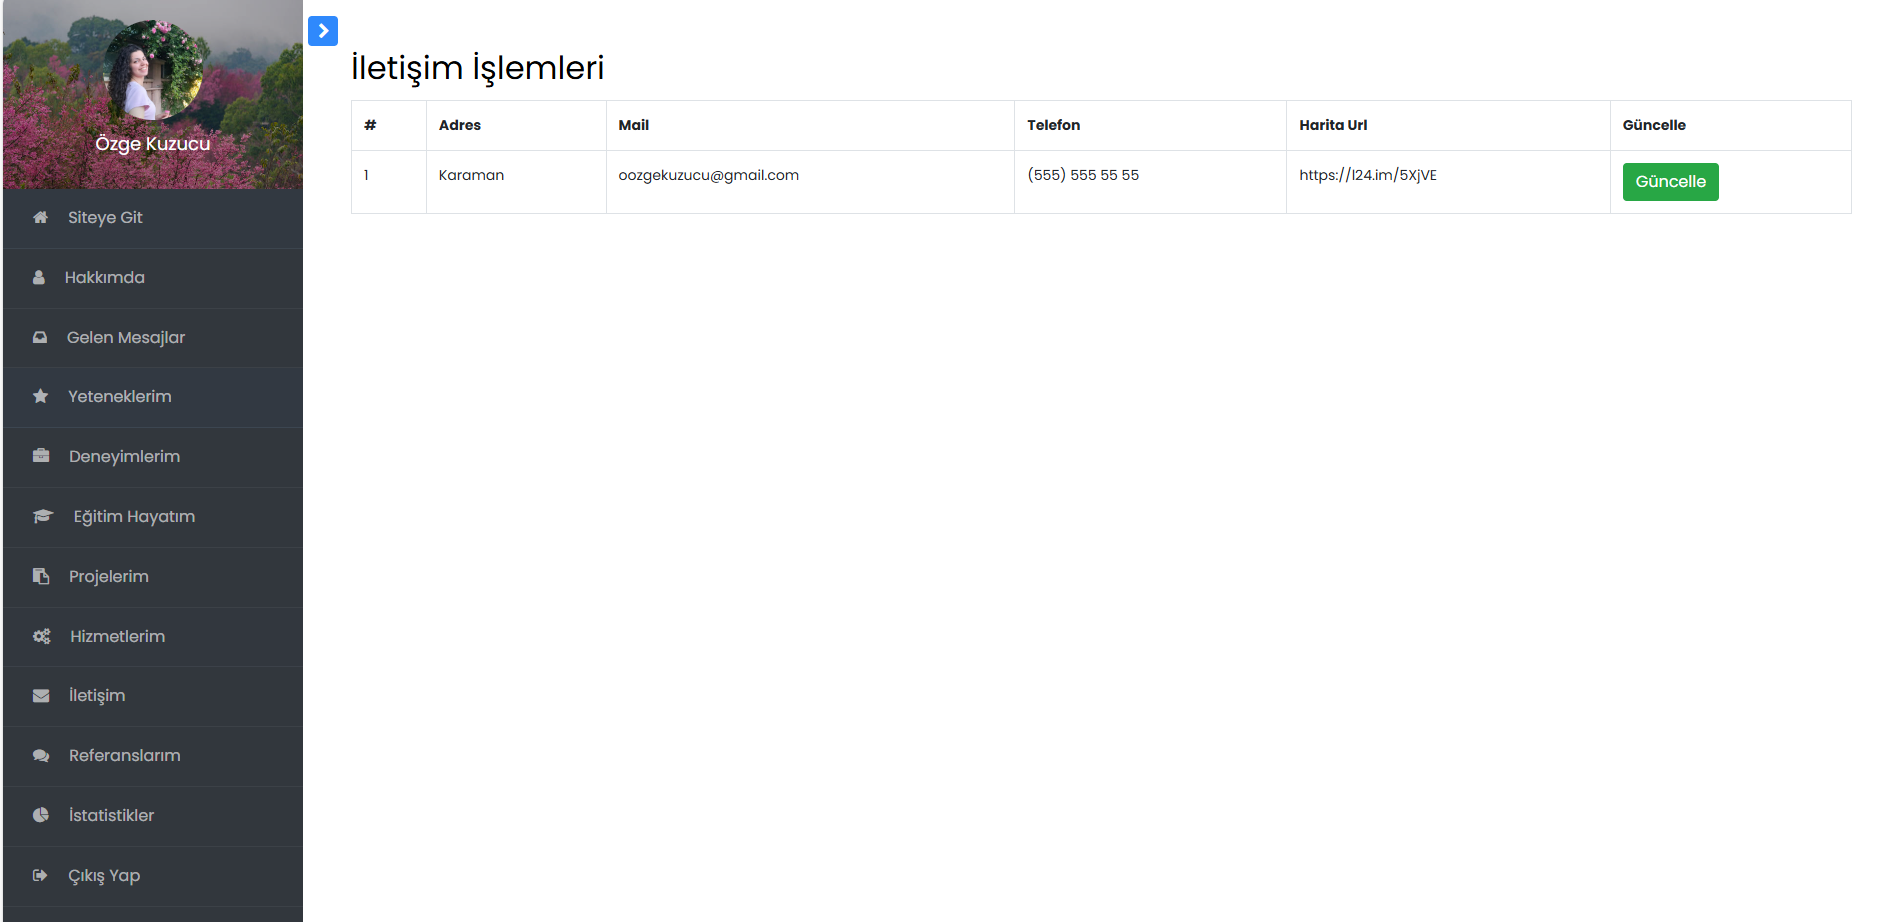 Özge Kuzucu
Siteye Git
Hakkımda
Gelen Mesajlar
Yeteneklerim
Deneyimlerim
Eğitim Hayatım
Projelerim
Hizmetlerim
İletişim
Referanslarım
İstatistikler
Çıkış Yap
İletişim İşlemleri
# Adres Mail Telefon Harita Url Güncelle
1 Karaman oozgekuzucu@gmail.com (555) 555 55 55 https://l24.im/5XjVE Güncelle